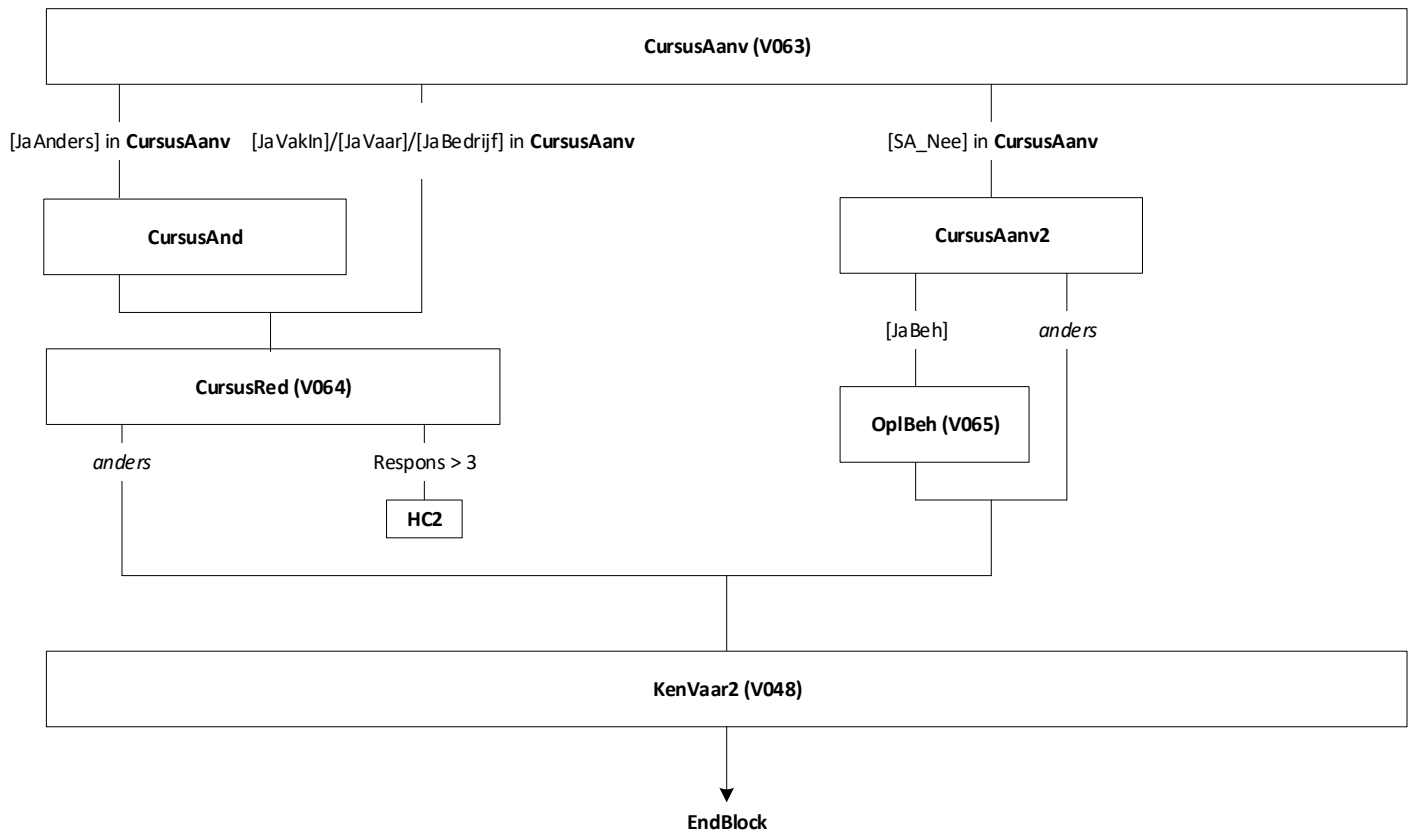 CursusAanv (V063)
[JaAnders] in CursusAanv
[JaVakIn]/[JaVaar]/[JaBedrijf] in CursusAanv
[SA_Nee] in CursusAanv
CursusAnd
CursusAanv2
[JaBeh]
anders
CursusRed (V064)
OplBeh (V065)
anders
Respons > 3
HC2
KenVaar2 (V048)
EndBlock